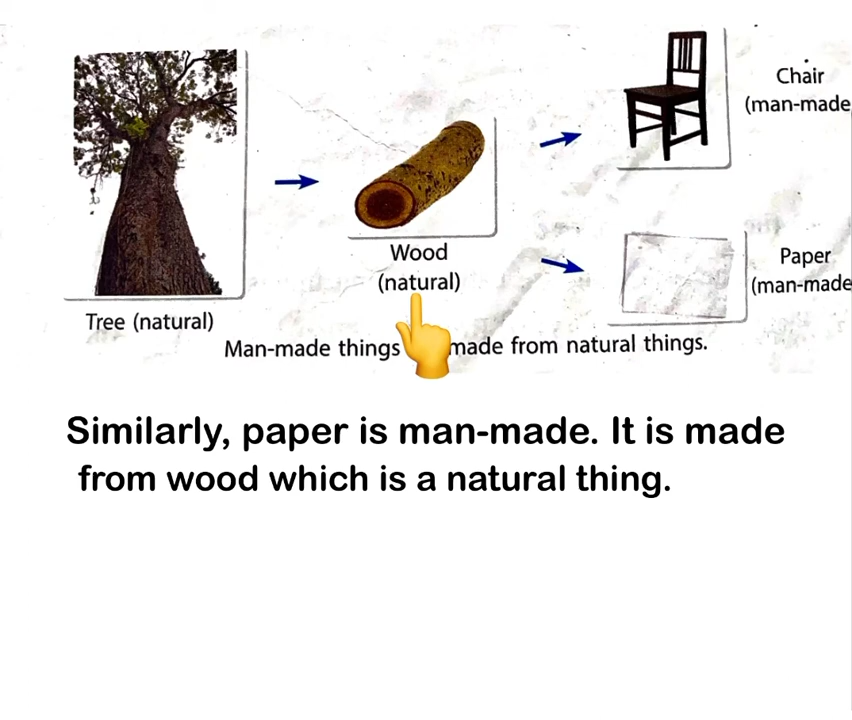 Chair
(man-made
Wood
(natural)
Paper
(man-made
Tree (natural)
Man-made things made from natural things.
Similarly, paper is man-made. It is made
from wood which is a natural thing.